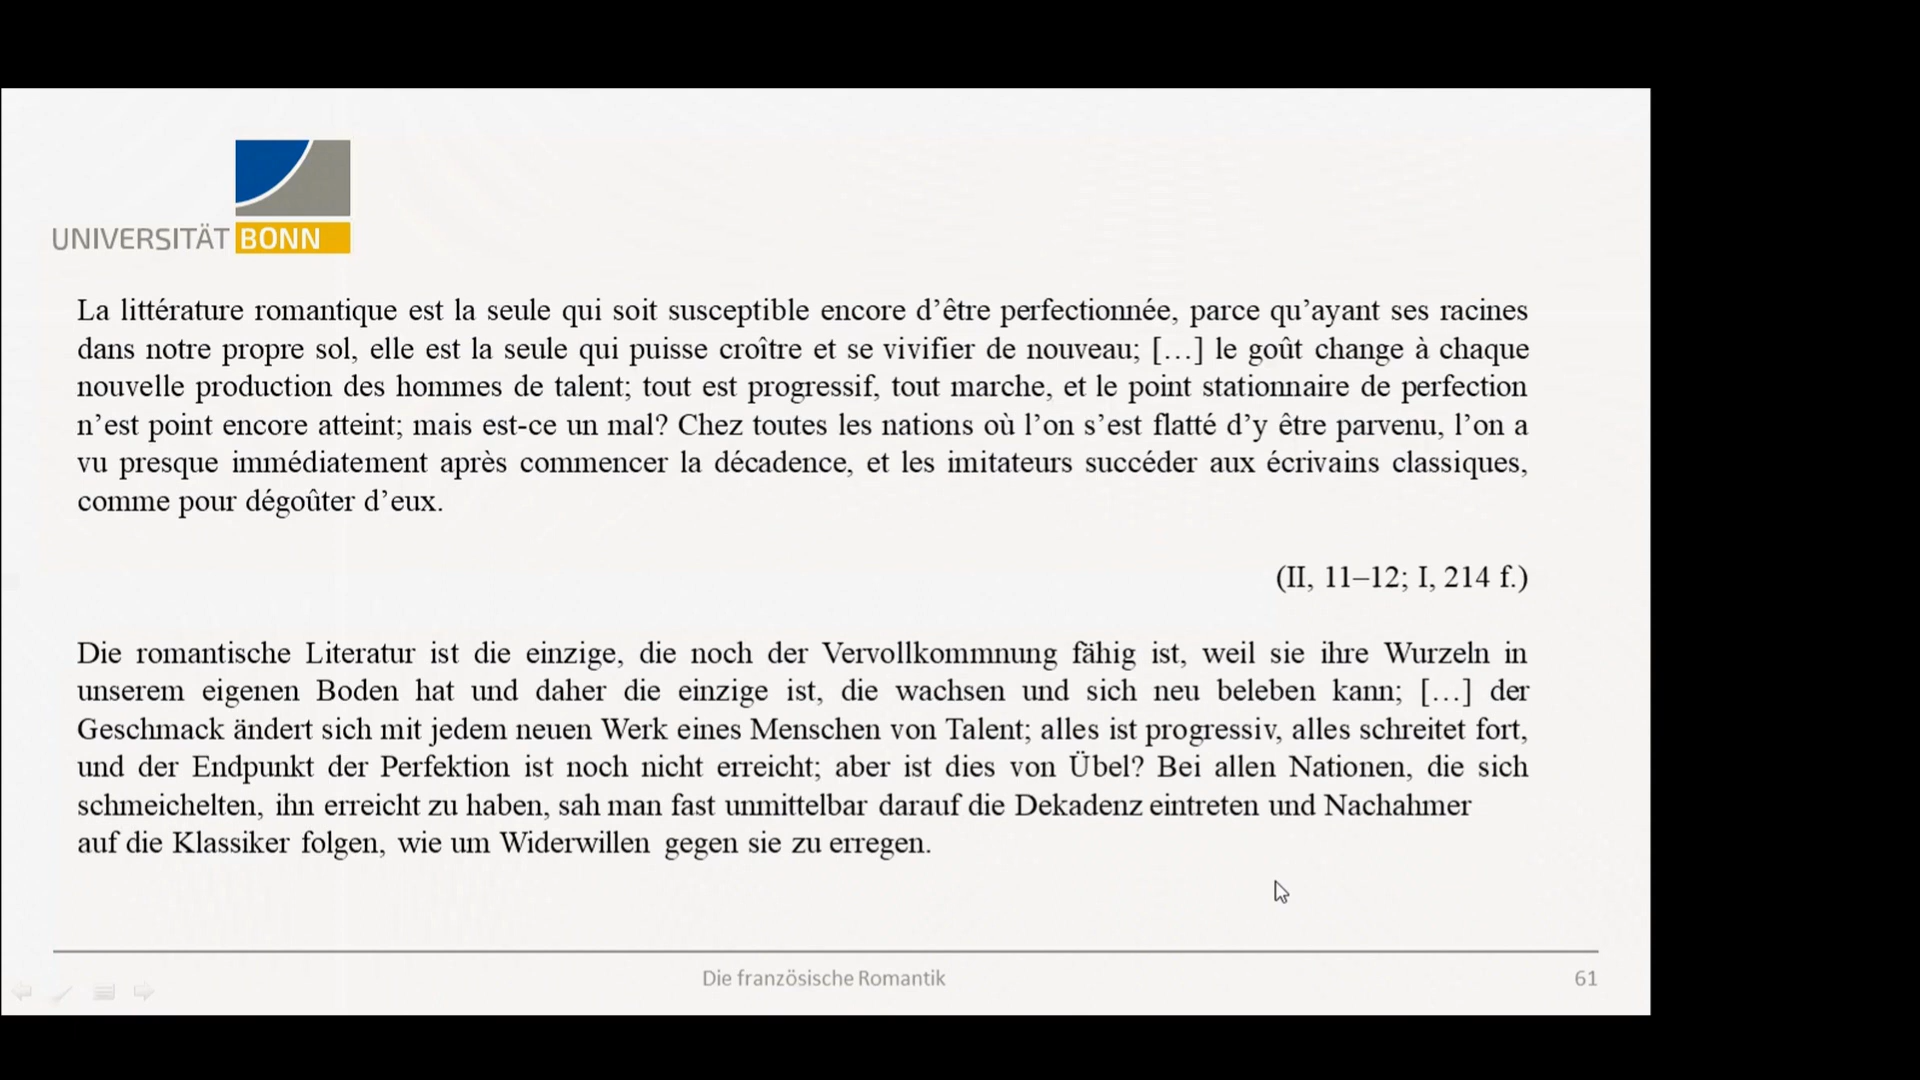 UNIVERSITÄT BONN
La littérature romantique est la seule qui soit susceptible encore d’être perfectionnée, parce qu’ayant ses racines
dans notre propre sol, elle est la seule qui puisse croître et se vivifier de nouveau; […] le goût change à chaque
nouvelle production des hommes de talent; tout est progressif, tout marche, et le point stationnaire de perfection
n’est point encore atteint; mais est-ce un mal? Chez toutes les nations où l’on s’est flatté d’y être parvenu, l’on a
vu presque immédiatement après commencer la décadence, et les imitateurs succéder aux écrivains classiques,
comme pour dégoûter d’eux.
(II, 11–12; I, 214 f.)
Die romantische Literatur ist die einzige, die noch der Vervollkommnung fähig ist, weil sie ihre Wurzeln in
unserem eigenen Boden hat und daher die einzige ist, die wachsen und sich neu beleben kann; […] der
Geschmack ändert sich mit jedem neuen Werk eines Menschen von Talent; alles ist progressiv, alles schreitet fort,
und der Endpunkt der Perfektion ist noch nicht erreicht; aber ist dies von Übel? Bei allen Nationen, die sich
schmeichelten, ihn erreicht zu haben, sah man fast unmittelbar darauf die Dekadenz eintreten und Nachahmer
auf die Klassiker folgen, wie um Widerwillen gegen sie zu erregen.
Die französische Romantik
61